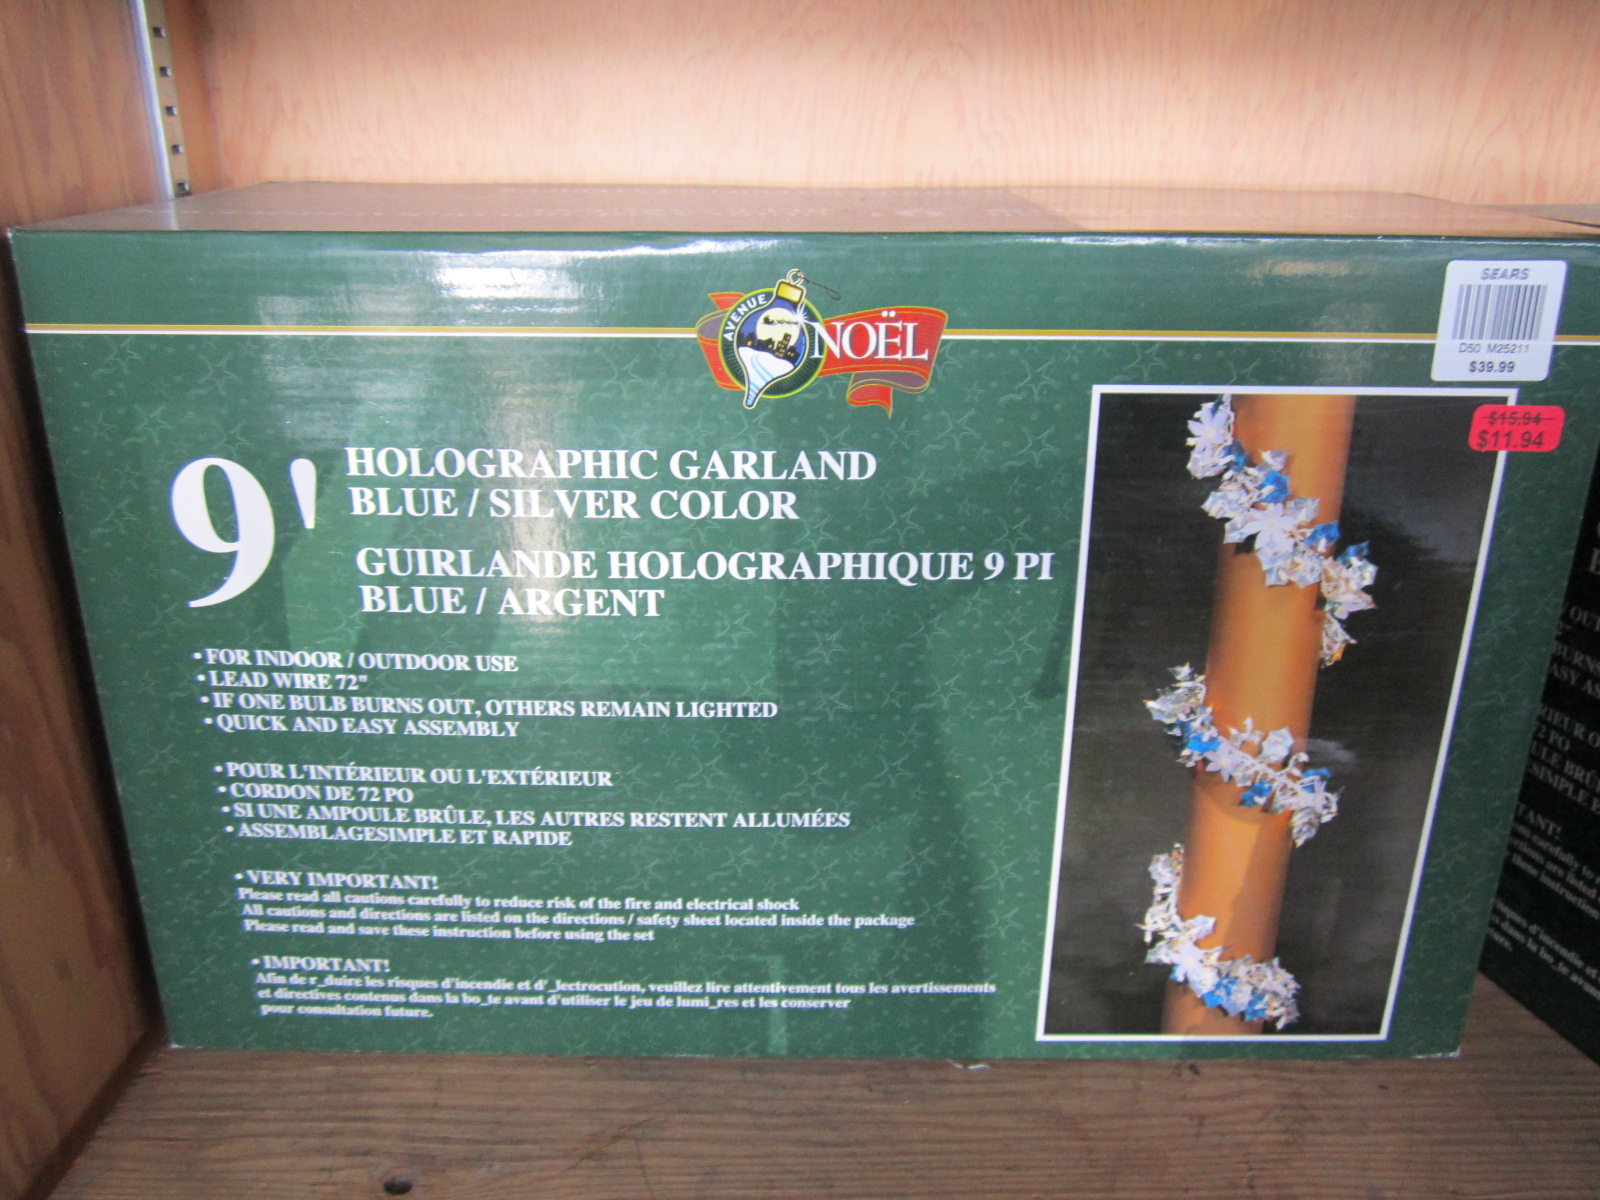 AVENUE
NOËL
SEARS
D50 M25211
$39.99
$15.94
$11.94
9'
HOLOGRAPHIC GARLAND
BLUE / SILVER COLOR
GUIRLANDE HOLOGRAPHIQUE 9 PI
BLUE / ARGENT
• FOR INDOOR / OUTDOOR USE
• LEAD WIRE 72"
• IF ONE BULB BURNS OUT, OTHERS REMAIN LIGHTED
• QUICK AND EASY ASSEMBLY
• POUR L'INTÉRIEUR OU L'EXTÉRIEUR
• CORDON DE 72 PO
• SI UNE AMPOULE BRÛLE, LES AUTRES RESTENT ALLUMÉES
• ASSEMBLAGESIMPLE ET RAPIDE
• VERY IMPORTANT!
Please read all cautions carefully to reduce risk of the fire and electrical shock
All cautions and directions are listed on the directions / safety sheet located inside the package
Please read and save these instruction before using the set
• IMPORTANT!
Afin de r_duire les risques d'incendie et d'_lectrocution, veuillez lire attentivement tous les avertissements
et directives contenus dans la bo_te avant d'utiliser le jeu de lumi_res et les conserver
pour consultation future.